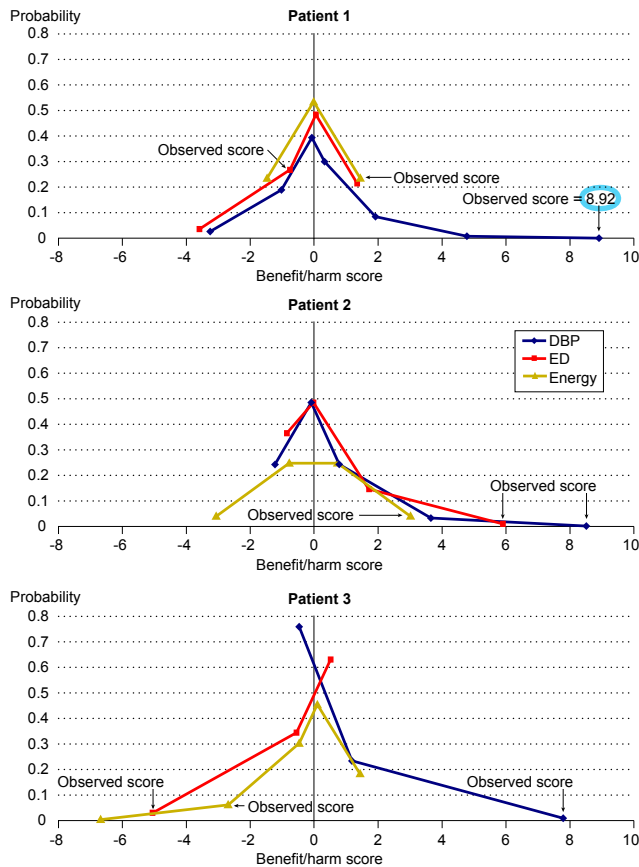 Probability
Patient 1
0.8
0.7
0.6
0.5
0.4
0.3
0.2
0.1
0
Observed score
Observed score
Observed score = 8.92
-8 -6 -4 -2 0 2 4 6 8 10
Benefit/harm score
Probability
Patient 2
0.8
0.7
0.6
0.5
0.4
0.3
0.2
0.1
0
DBP
ED
Energy
Observed score
Observed score
-8 -6 -4 -2 0 2 4 6 8 10
Benefit/harm score
Probability
Patient 3
0.8
0.7
0.6
0.5
0.4
0.3
0.2
0.1
0
Observed score
Observed score
Observed score
-8 -6 -4 -2 0 2 4 6 8 10
Benefit/harm score